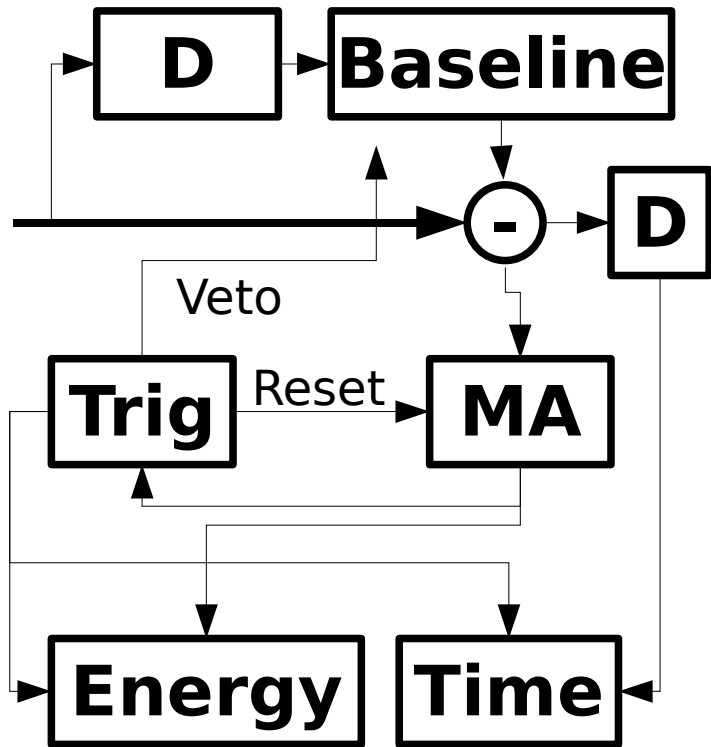 D
Baseline
-
D
Veto
Trig
Reset
MA
Energy
Time